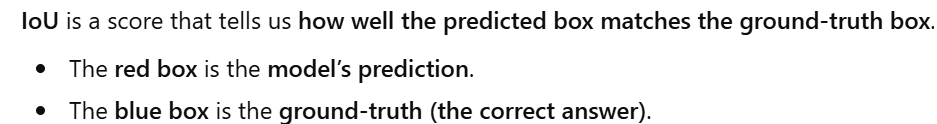 IoU is a score that tells us how well the predicted box matches the ground-truth box.
• The red box is the model’s prediction.
• The blue box is the ground-truth (the correct answer).